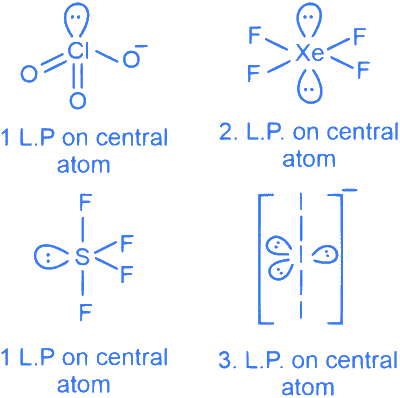 Cl
O
O
O−
1 L.P on central
atom
F
F
Xe
F
F
2. L.P. on central
atom
F
F
S
F
F
1 L.P on central
atom
I
I
I
−
3. L.P. on central
atom